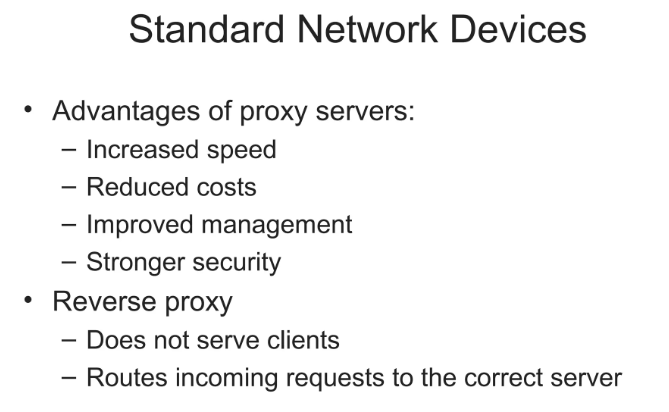 Standard Network Devices
• Advantages of proxy servers:
– Increased speed
– Reduced costs
– Improved management
– Stronger security
• Reverse proxy
– Does not serve clients
– Routes incoming requests to the correct server